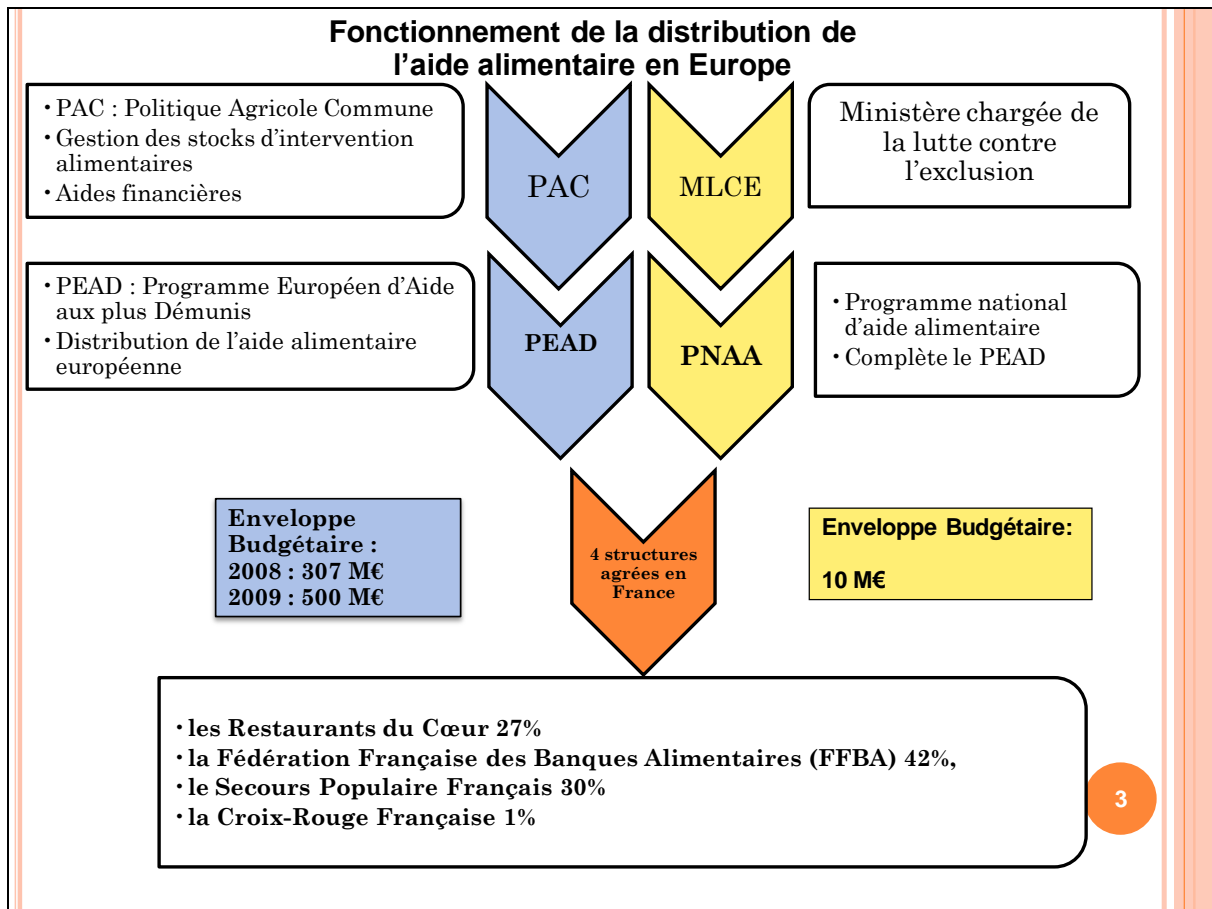 Fonctionnement de la distribution de
l'aide alimentaire en Europe
• PAC : Politique Agricole Commune
• Gestion des stocks d'intervention
alimentaires
• Aides financières
PAC
MLCE
Ministère chargée de
la lutte contre
l'exclusion
• PEAD : Programme Européen d'Aide
aux plus Démunis
• Distribution de l'aide alimentaire
européenne
PEAD
PNAA
• Programme national
d'aide alimentaire
• Complète le PEAD
Enveloppe
Budgétaire :
2008 : 307 M€
2009 : 500 M€
4 structures
agrées en
France
Enveloppe Budgétaire:
10 M€
• les Restaurants du Cœur 27%
• la Fédération Française des Banques Alimentaires (FFBA) 42%,
• le Secours Populaire Français 30%
• la Croix-Rouge Française 1%
3